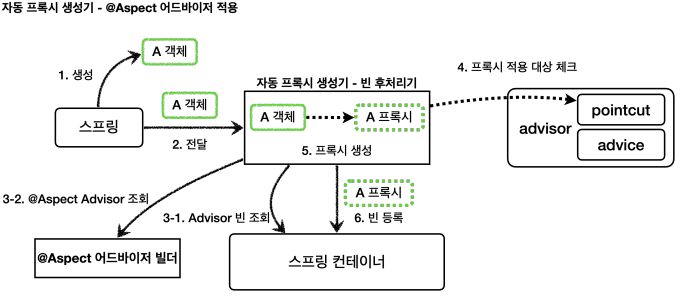 자동 프록시 생성기 - @Aspect 어드바이저 적용
A 객체
1. 생성
스프링
A 객체
2. 전달
자동 프록시 생성기 - 빈 후처리기
A 객체
A 프록시
5. 프록시 생성
4. 프록시 적용 대상 체크
advisor
pointcut
advice
3-2. @Aspect Advisor 조회
3-1. Advisor 빈 조회
A 프록시
6. 빈 등록
@Aspect 어드바이저 빌더
스프링 컨테이너